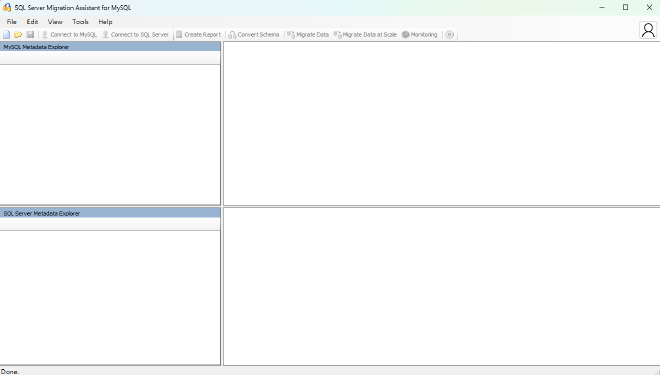 SQL Server Migration Assistant for MySQL
File Edit View Tools Help
Connect to MySQL Connect to SQL Server Create Report Convert Schema Migrate Data Migrate Data at Scale Monitoring
MySQL Metadata Explorer
SQL Server Metadata Explorer
Done.